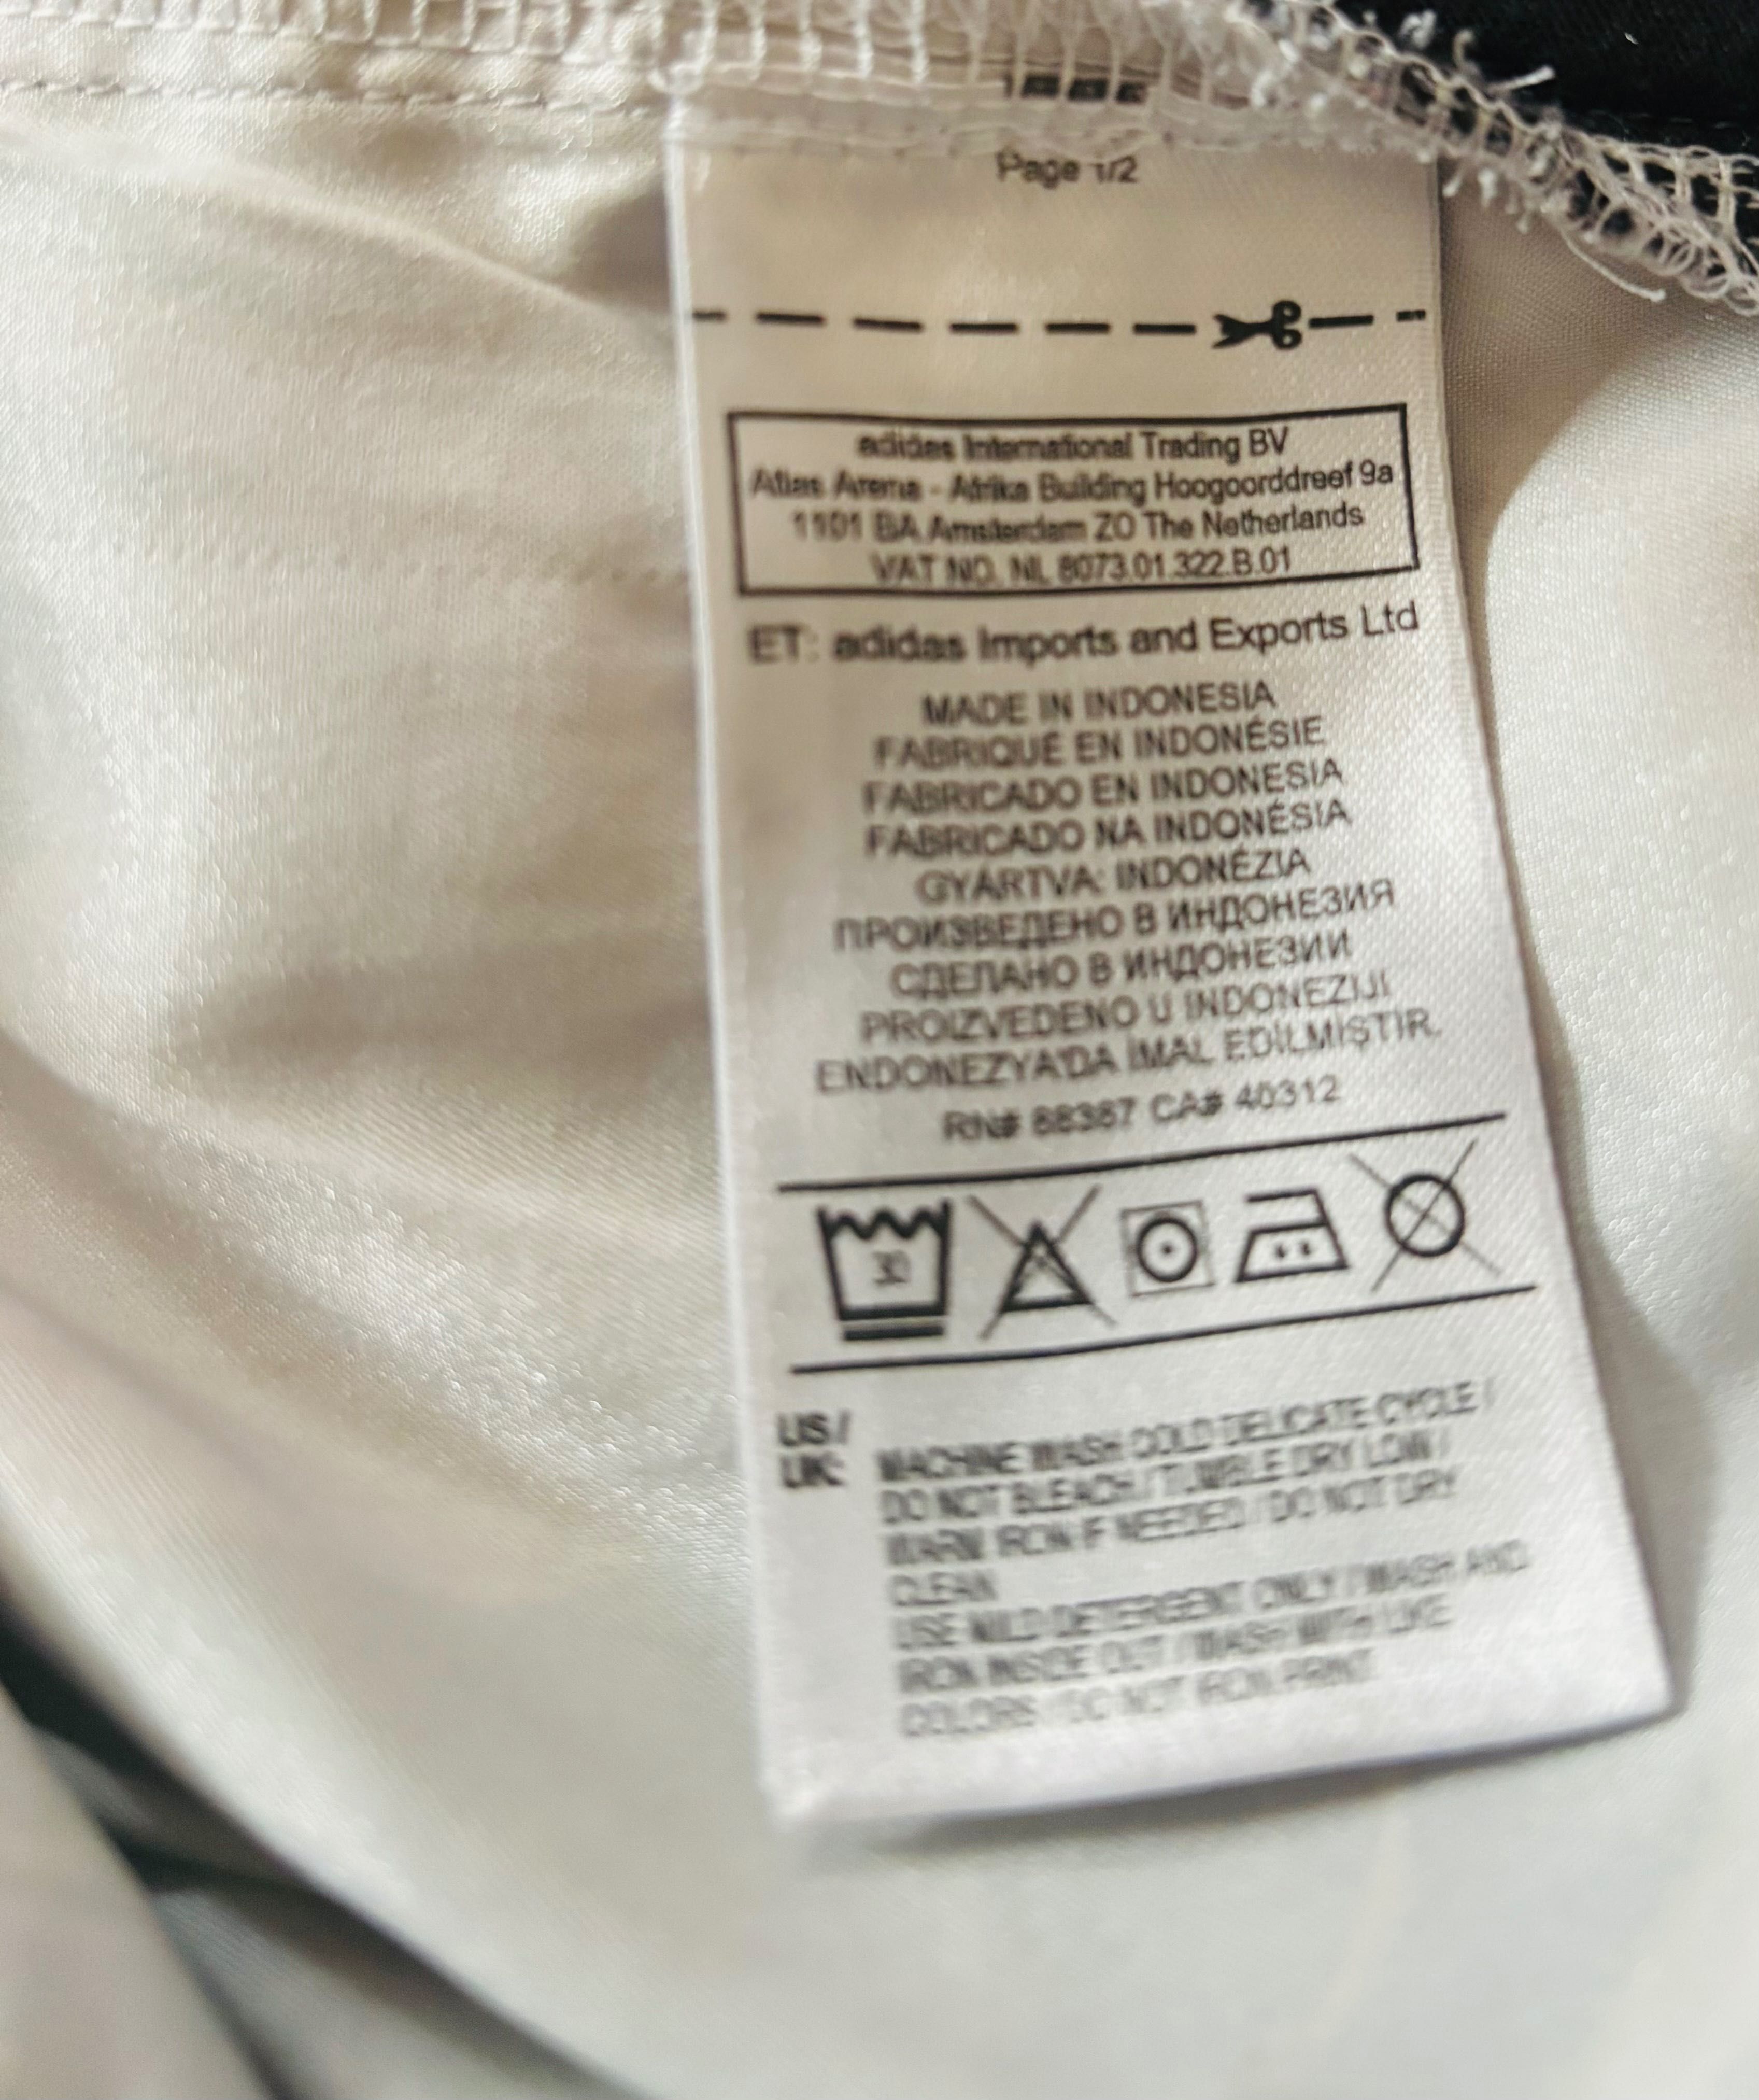 Page 1/2
adidas International Trading BV
Atlas Arena - Afrika Building Hoogoorddreef 9a
1101 BA Amsterdam ZO The Netherlands
VAT NO. NL 8073.01.322.B.01
ET: adidas Imports and Exports Ltd
MADE IN INDONESIA
FABRIQUÉ EN INDONÉSIE
FABRICADO EN INDONESIA
FABRICADO NA INDONÉSIA
GYÁRTVA: INDONÉZIA
ПРОИЗВЕДЕНО В ИНДОНЕЗИЯ
СДЕЛАНО В ИНДОНЕЗИИ
PROIZVEDENO U INDONEZIJI
ENDONEZYA'DA İMAL EDİLMİŞTİR.
RN# 88387 CA# 40312
30
US /
UK: MACHINE WASH COLD DELICATE CYCLE /
DO NOT BLEACH / TUMBLE DRY LOW /
WARM IRON IF NEEDED / DO NOT DRY
CLEAN
USE MILD DETERGENT ONLY / WASH AND
IRON INSIDE OUT / WASH WITH LIKE
COLORS / DO NOT IRON PRINT